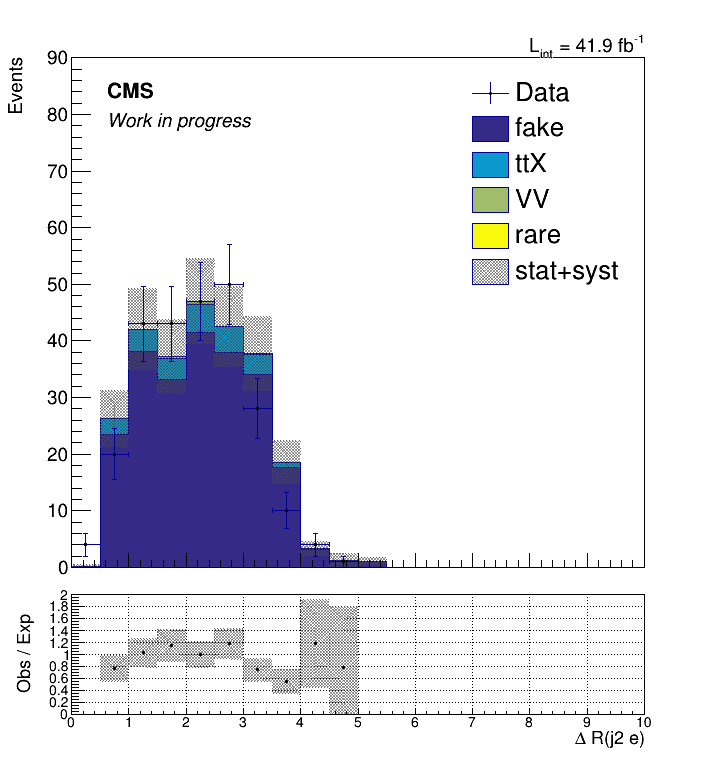 L_int = 41.9 fb^-1
Events
90
80
70
60
50
40
30
20
10
0
CMS
Work in progress
Data
fake
ttX
VV
rare
stat+syst
Obs / Exp
2
1.8
1.6
1.4
1.2
1
0.8
0.6
0.4
0.2
0
0 1 2 3 4 5 6 7 8 9 10
Δ R(j2 e)